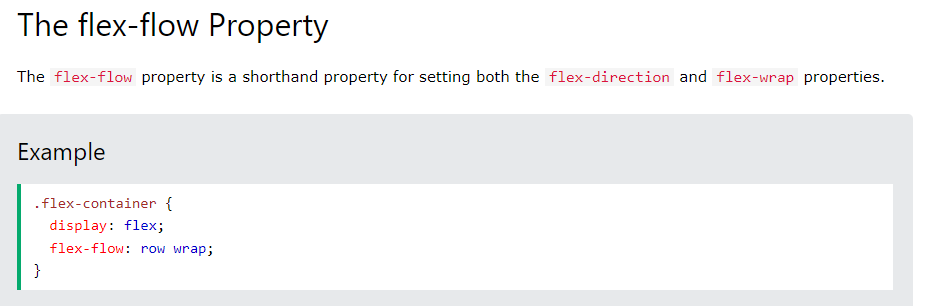 The flex-flow Property
The flex-flow property is a shorthand property for setting both the flex-direction and flex-wrap properties.
Example
.flex-container {
  display: flex;
  flex-flow: row wrap;
}